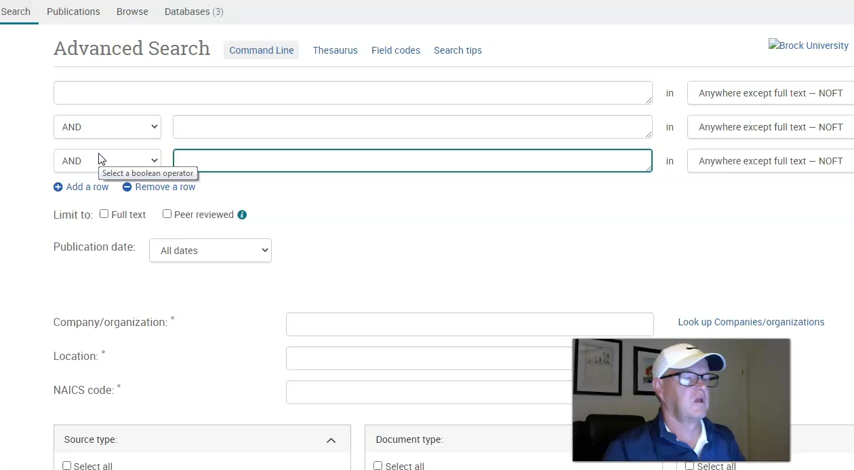 Search Publications Browse Databases (3)
Advanced Search Command Line Thesaurus Field codes Search tips Brock University
in Anywhere except full text — NOFT
AND in Anywhere except full text — NOFT
AND in Anywhere except full text — NOFT
Select a boolean operator
Add a row Remove a row
Limit to: Full text Peer reviewed i
Publication date: All dates
Company/organization: * Look up Companies/organizations
Location: *
NAICS code: *
Source type: Document type:
Select all Select all Select all